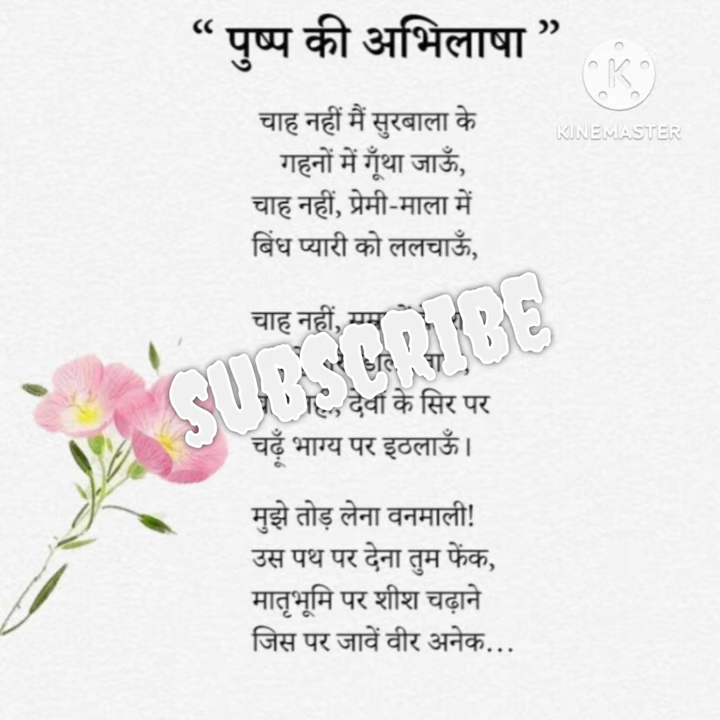 “ पुष्प की अभिलाषा ”
KINEMASTER
चाह नहीं मैं सुरबाला के
गहनों में गूँथा जाऊँ,
चाह नहीं, प्रेमी-माला में
बिंध प्यारी को ललचाऊँ,
चाह नहीं,
SUBSCRIBE
देवों के सिर पर
चढ़ूँ भाग्य पर इठलाऊँ।
मुझे तोड़ लेना वनमाली!
उस पथ पर देना तुम फेंक,
मातृभूमि पर शीश चढ़ाने
जिस पर जावें वीर अनेक...